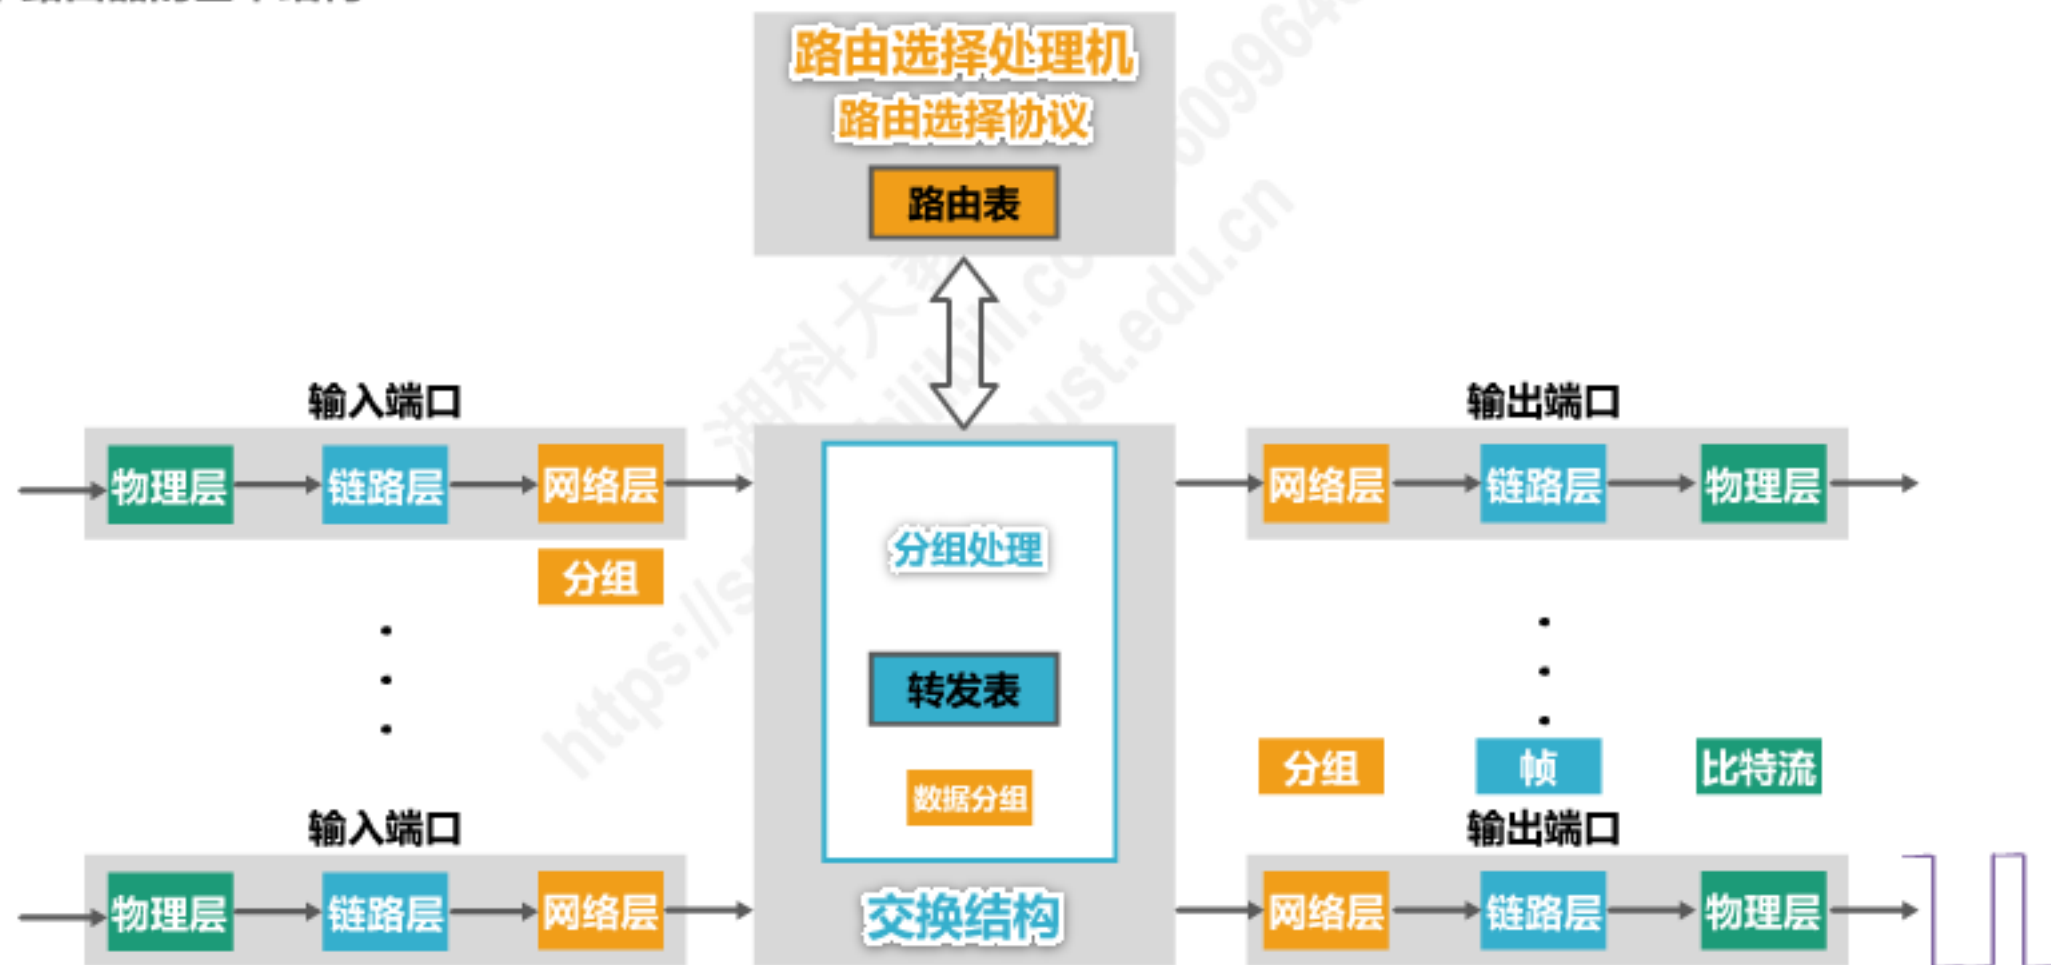 路由选择处理机
路由选择协议
路由表
输入端口
物理层
链路层
网络层
分组
输入端口
物理层
链路层
网络层
分组处理
转发表
数据分组
交换结构
输出端口
网络层
链路层
物理层
分组
帧
比特流
输出端口
网络层
链路层
物理层